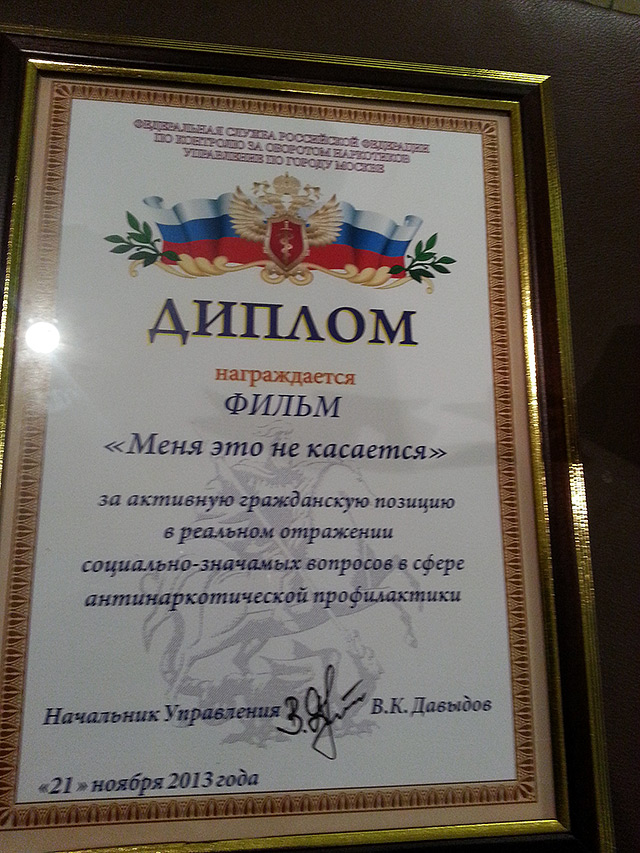 ФЕДЕРАЛЬНАЯ СЛУЖБА РОССИЙСКОЙ ФЕДЕРАЦИИ
ПО КОНТРОЛЮ ЗА ОБОРОТОМ НАРКОТИКОВ
УПРАВЛЕНИЕ ПО ГОРОДУ МОСКВЕ
ДИПЛОМ
награждается
ФИЛЬМ
«Меня это не касается»
за активную гражданскую позицию
в реальном отражении
социально-значамых вопросов в сфере
антинаркотической профилактики
Начальник Управления В.К. Давыдов
«21» ноября 2013 года